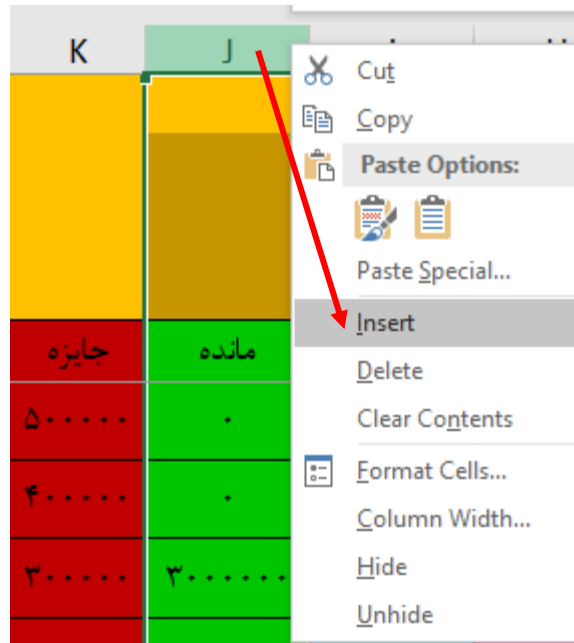 J K
مانده جایزه
۰ ۵۰۰۰۰۰
۰ ۴۰۰۰۰۰
۳۰۰۰۰۰۰ ۳۰۰۰۰۰
Cut
Copy
Paste Options:
Paste Special...
Insert
Delete
Clear Contents
Format Cells...
Column Width...
Hide
Unhide